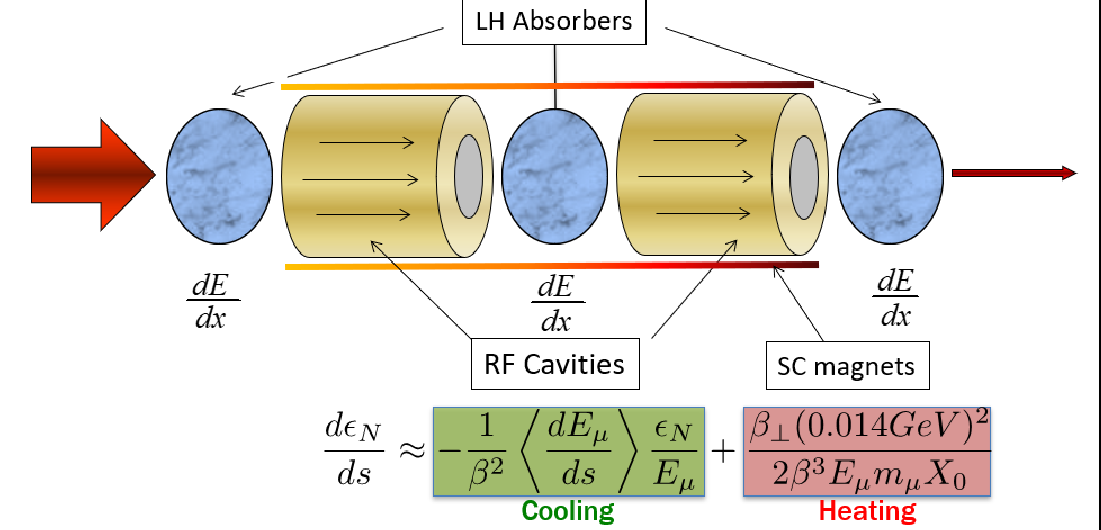 LH Absorbers
dE/dx
dE/dx
dE/dx
RF Cavities
SC magnets
dϵ_N/ds ≈ −1/β² ⟨dE_μ/ds⟩ ϵ_N/E_μ + β_⊥(0.014GeV)²/2β³E_μm_μX_0
Cooling
Heating